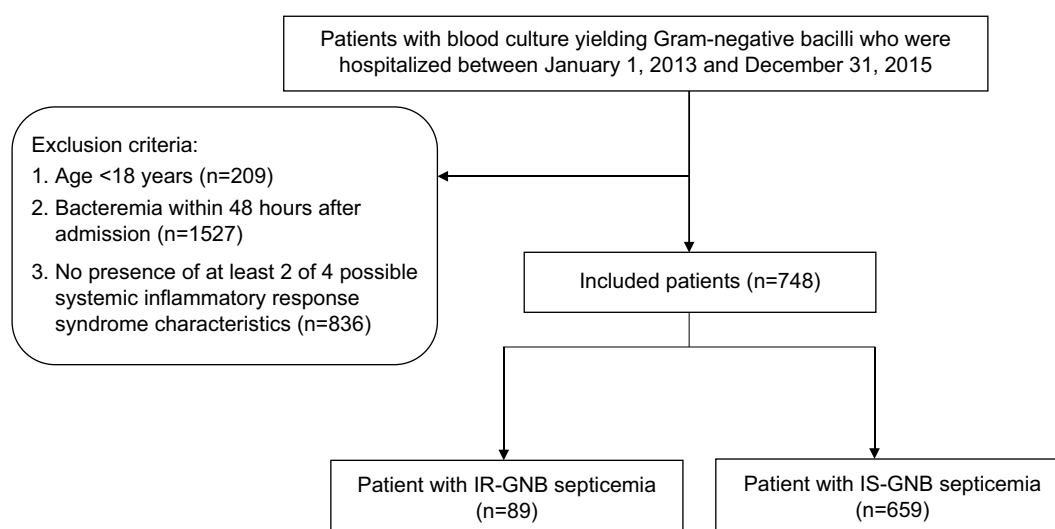 Patients with blood culture yielding Gram-negative bacilli who were
hospitalized between January 1, 2013 and December 31, 2015
Exclusion criteria:
1. Age <18 years (n=209)
2. Bacteremia within 48 hours after
admission (n=1527)
3. No presence of at least 2 of 4 possible
systemic inflammatory response
syndrome characteristics (n=836)
Included patients (n=748)
Patient with IR-GNB septicemia
(n=89)
Patient with IS-GNB septicemia
(n=659)